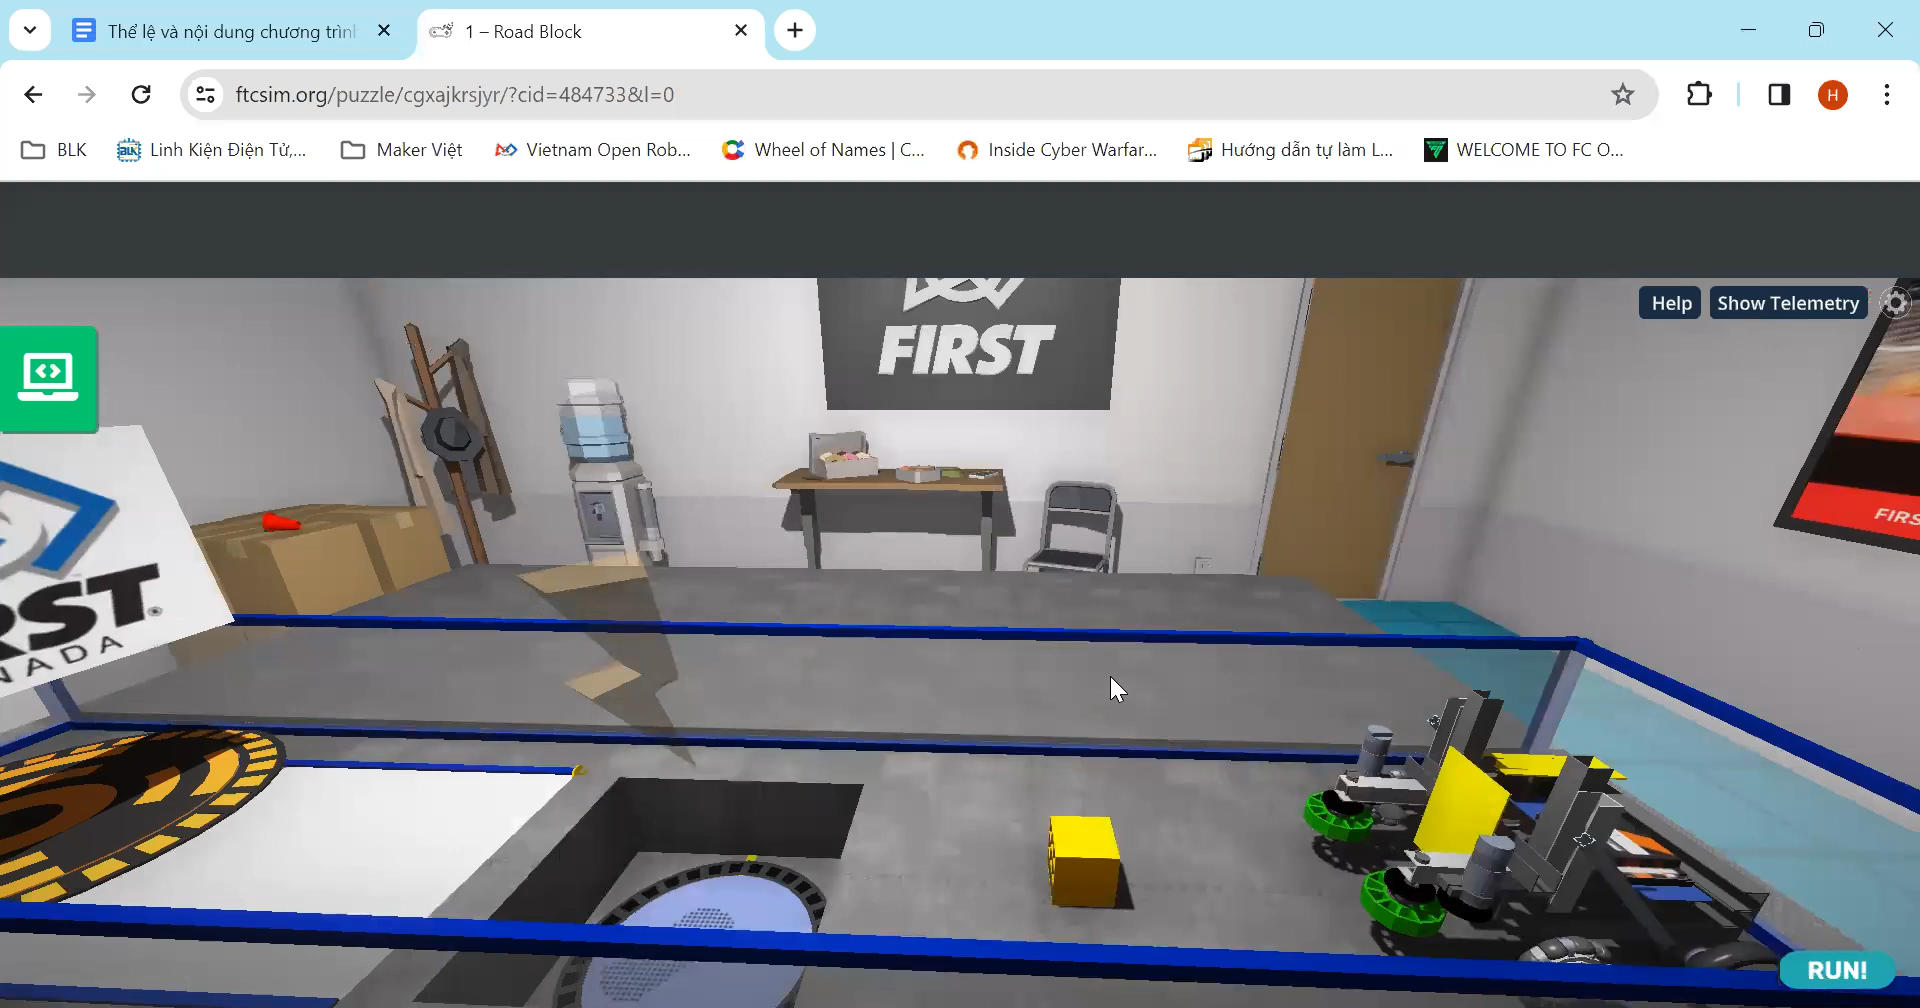 Thể lệ và nội dung chương trình
1 – Road Block
ftcsim.org/puzzle/cgxajkrsjyr/?cid=484733&l=0
H
BLK
Linh Kiện Điện Tử,...
Maker Việt
Vietnam Open Rob...
Wheel of Names | C...
Inside Cyber Warfar...
Hướng dẫn tự làm L...
WELCOME TO FC O...
Help
Show Telemetry
FIRST
FIRS
RST
NADA
RUN!